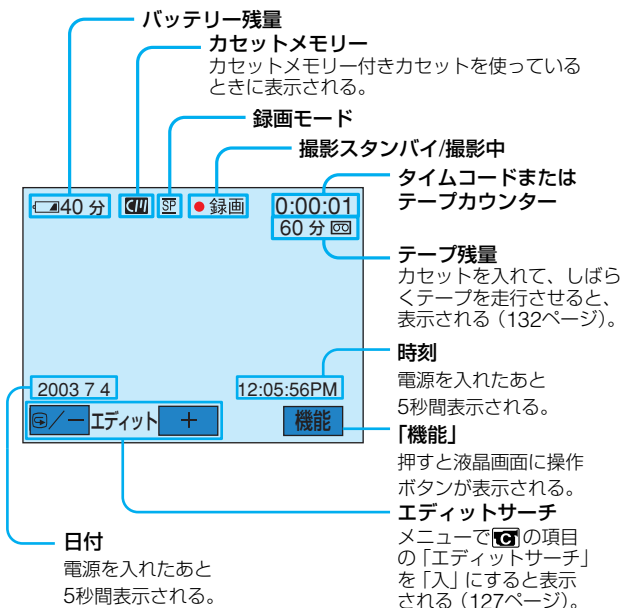 バッテリー残量
カセットメモリー
カセットメモリー付きカセットを使っている
ときに表示される。
録画モード
撮影スタンバイ/撮影中
タイムコードまたは
テープカウンター
40 分 SP ●録画 0:00:01
60 分
テープ残量
カセットを入れて、しばら
くテープを走行させると、
表示される（132ページ）。
時刻
電源を入れたあと
5秒間表示される。
2003 7 4 12:05:56PM
／－ エディット ＋ 機能
「機能」
押すと液晶画面に操作
ボタンが表示される。
エディットサーチ
メニューでの項目
の「エディットサーチ」
を「入」にすると表示
される（127ページ）。
日付
電源を入れたあと
5秒間表示される。